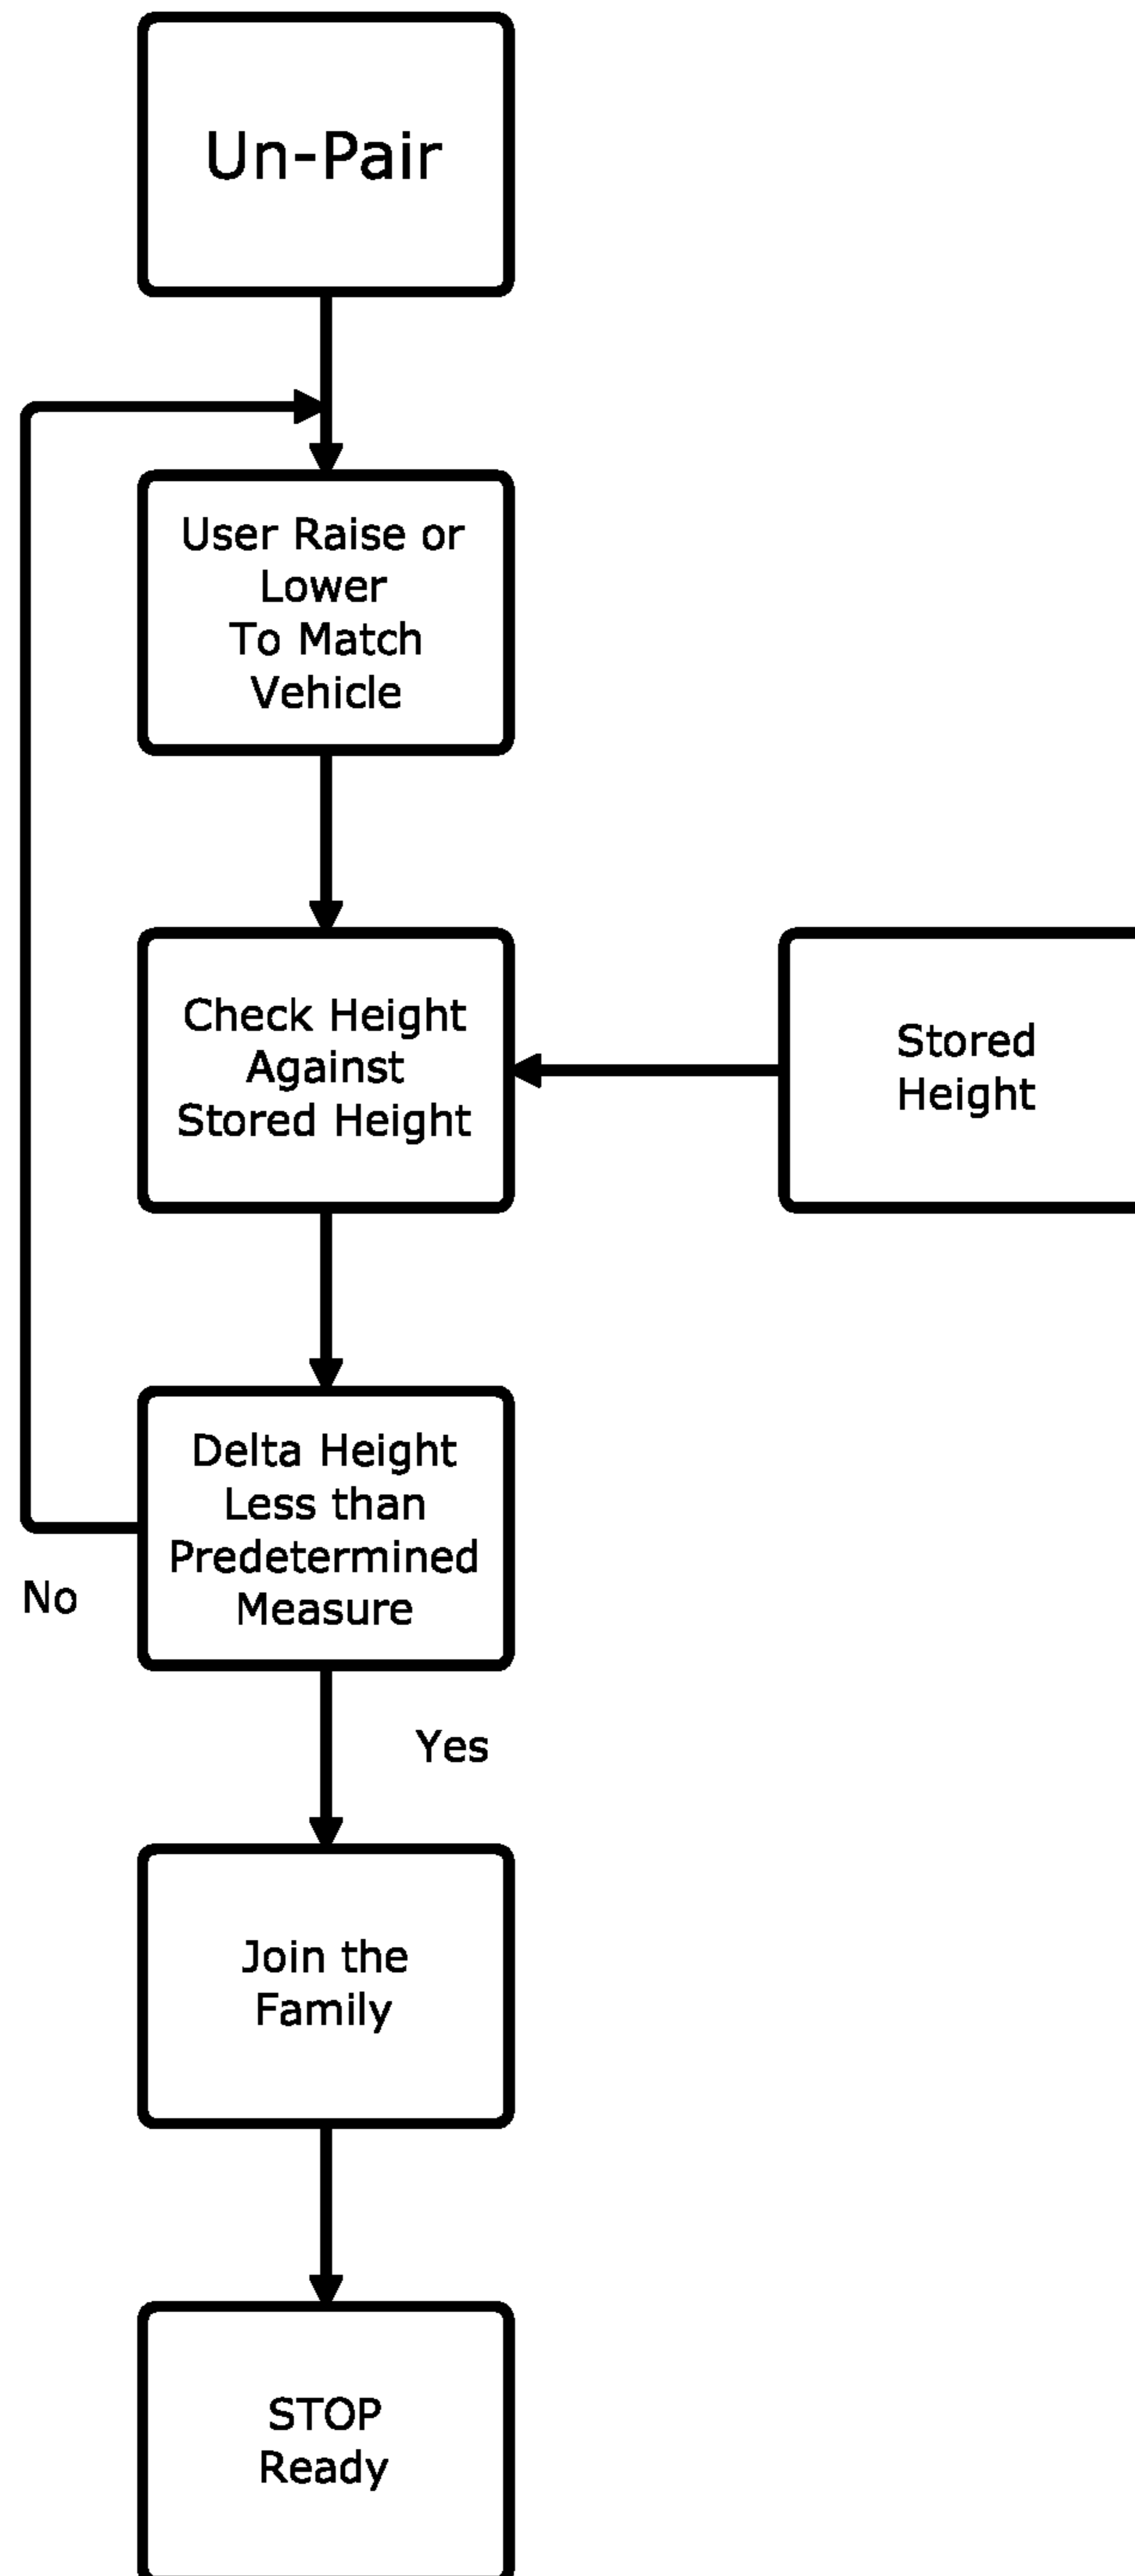 Un-Pair
User Raise or
Lower
To Match
Vehicle
Check Height
Against
Stored Height
Stored
Height
Delta Height
Less than
Predetermined
Measure
No
Yes
Join the
Family
STOP
Ready